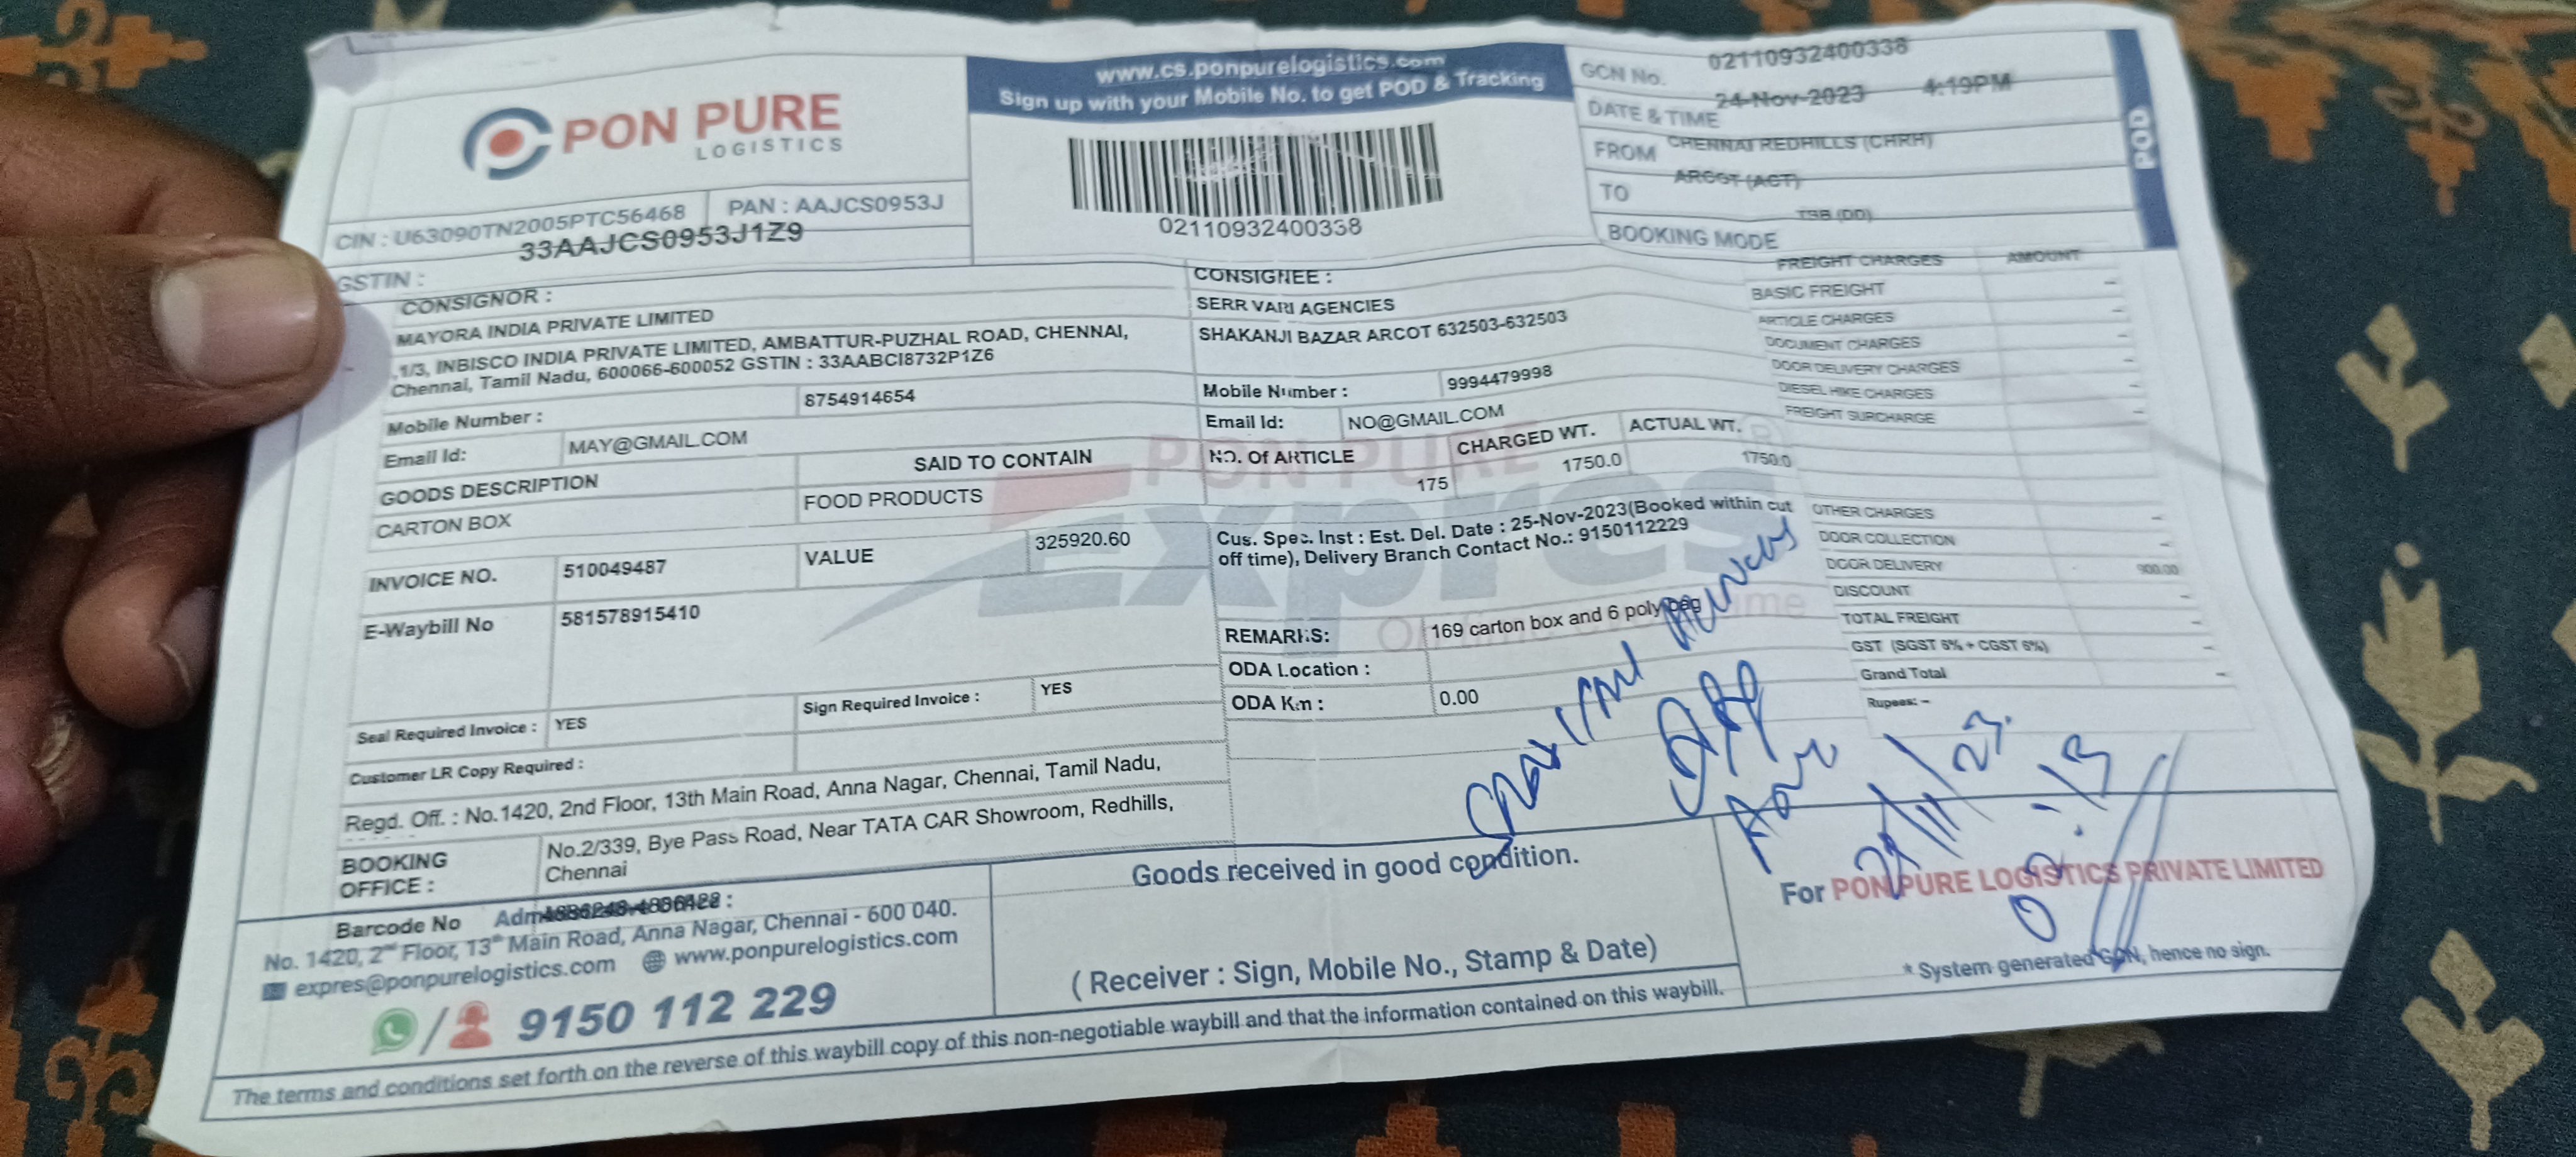 PON PURE
LOGISTICS
www.cs.ponpurelogistics.com
Sign up with your Mobile No. to get POD & Tracking
02110932400338
GCN No. 02110932400338
DATE & TIME 24-Nov-2023 4:19PM
FROM CHENNAI REDHILLS (CHRH)
TO ARCOT (ACT)
BOOKING MODE TBB (DD)
POD
CIN : U63090TN2005PTC56468 PAN : AAJCS0953J
GSTIN : 33AAJCS0953J1Z9
CONSIGNOR :
MAYORA INDIA PRIVATE LIMITED
,1/3, INBISCO INDIA PRIVATE LIMITED, AMBATTUR-PUZHAL ROAD, CHENNAI,
Chennai, Tamil Nadu, 600066-600052 GSTIN : 33AABCI8732P1Z6
Mobile Number : 8754914654
Email Id: MAY@GMAIL.COM
CONSIGNEE :
SERR VARI AGENCIES
SHAKANJI BAZAR ARCOT 632503-632503
Mobile Number : 9994479998
Email Id: NO@GMAIL.COM
GOODS DESCRIPTION SAID TO CONTAIN NO. Of ARTICLE CHARGED WT. ACTUAL WT.
CARTON BOX FOOD PRODUCTS 175 1750.0 1750.0
INVOICE NO. 510049487 VALUE 325920.60
E-Waybill No 581578915410
Seal Required Invoice : YES Sign Required Invoice : YES
Customer LR Copy Required :
Cus. Spec. Inst : Est. Del. Date : 25-Nov-2023(Booked within cut
off time), Delivery Branch Contact No.: 9150112229
REMARKS: 169 carton box and 6 poly bag
ODA Location :
ODA Km : 0.00
FREIGHT CHARGES AMOUNT
BASIC FREIGHT --
ARTICLE CHARGES --
DOCUMENT CHARGES --
DOOR DELIVERY CHARGES --
DIESEL HIKE CHARGES --
FREIGHT SURCHARGE --
OTHER CHARGES --
DOOR COLLECTION --
DOOR DELIVERY 900.00
DISCOUNT --
TOTAL FREIGHT --
GST (SGST 6% + CGST 6%) --
Grand Total --
Rupees: --
PON PURE
Expres
Regd. Off. : No.1420, 2nd Floor, 13th Main Road, Anna Nagar, Chennai, Tamil Nadu,
BOOKING OFFICE : No.2/339, Bye Pass Road, Near TATA CAR Showroom, Redhills,
Chennai
Barcode No
No. 1420, 2nd Floor, 13th Main Road, Anna Nagar, Chennai - 600 040.
expres@ponpurelogistics.com www.ponpurelogistics.com
9150 112 229
Goods received in good condition.
( Receiver : Sign, Mobile No., Stamp & Date)
For PON PURE LOGISTICS PRIVATE LIMITED
* System generated GCN, hence no sign.
The terms and conditions set forth on the reverse of this waybill copy of this non-negotiable waybill and that the information contained on this waybill.